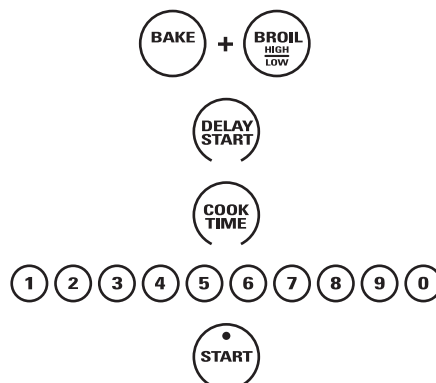 BAKE + BROIL
HIGH
LOW
DELAY
START
COOK
TIME
1 2 3 4 5 6 7 8 9 0
START